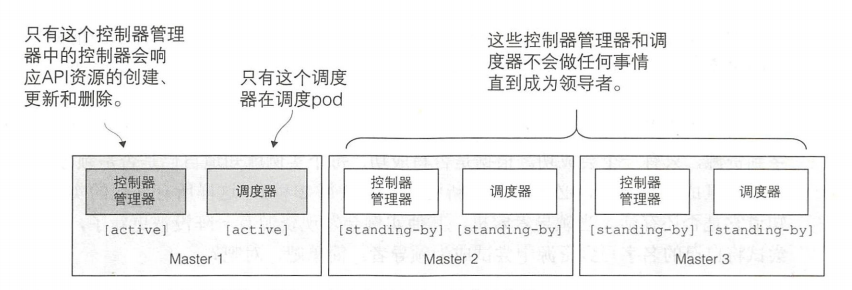 只有这个控制器管理
器中的控制器会响
应API资源的创建、
更新和删除。
只有这个调度
器在调度pod
这些控制器管理器和调
度器不会做任何事情
直到成为领导者。
控制器
管理器
调度器
控制器
管理器
调度器
控制器
管理器
调度器
[active]
[active]
[standing-by]
[standing-by]
[standing-by]
[standing-by]
Master 1
Master 2
Master 3